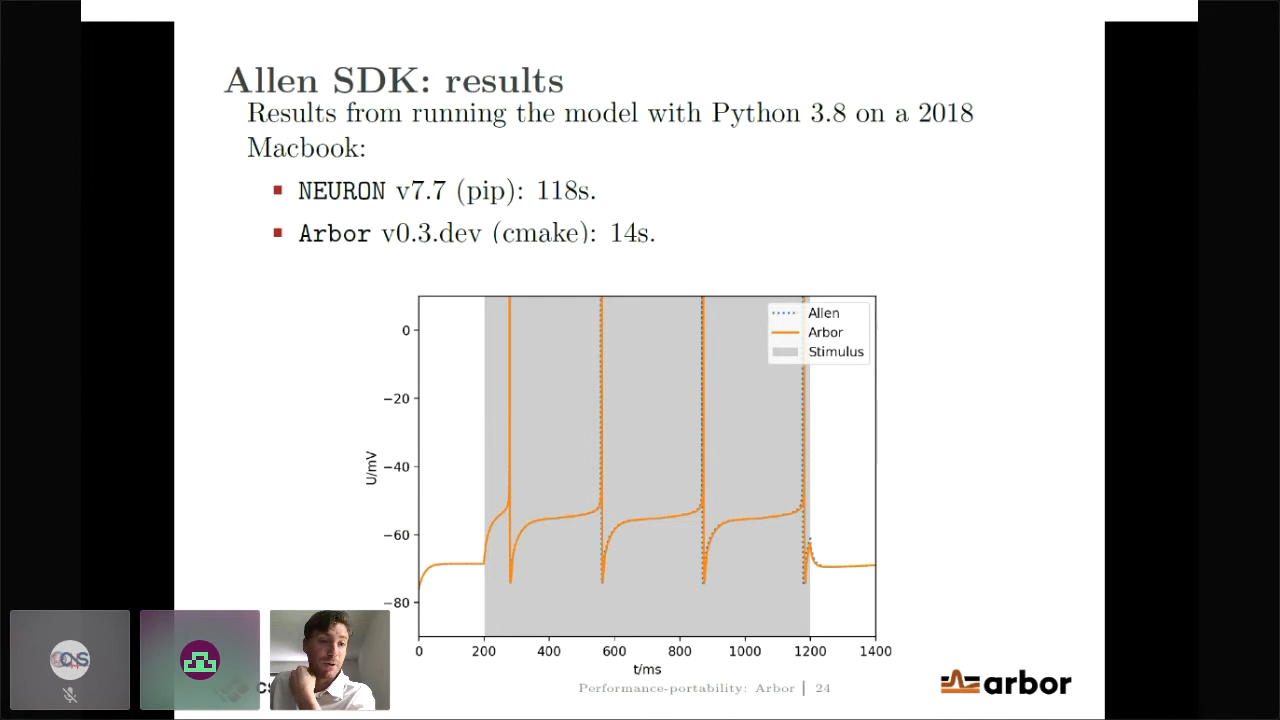 Allen SDK: results
Results from running the model with Python 3.8 on a 2018
Macbook:
NEURON v7.7 (pip): 118s.
Arbor v0.3.dev (cmake): 14s.
Allen
Arbor
Stimulus
0
−20
−40
−60
−80
U/mV
0
200
400
600
800
1000
1200
1400
t/ms
Performance-portability: Arbor | 24
arbor